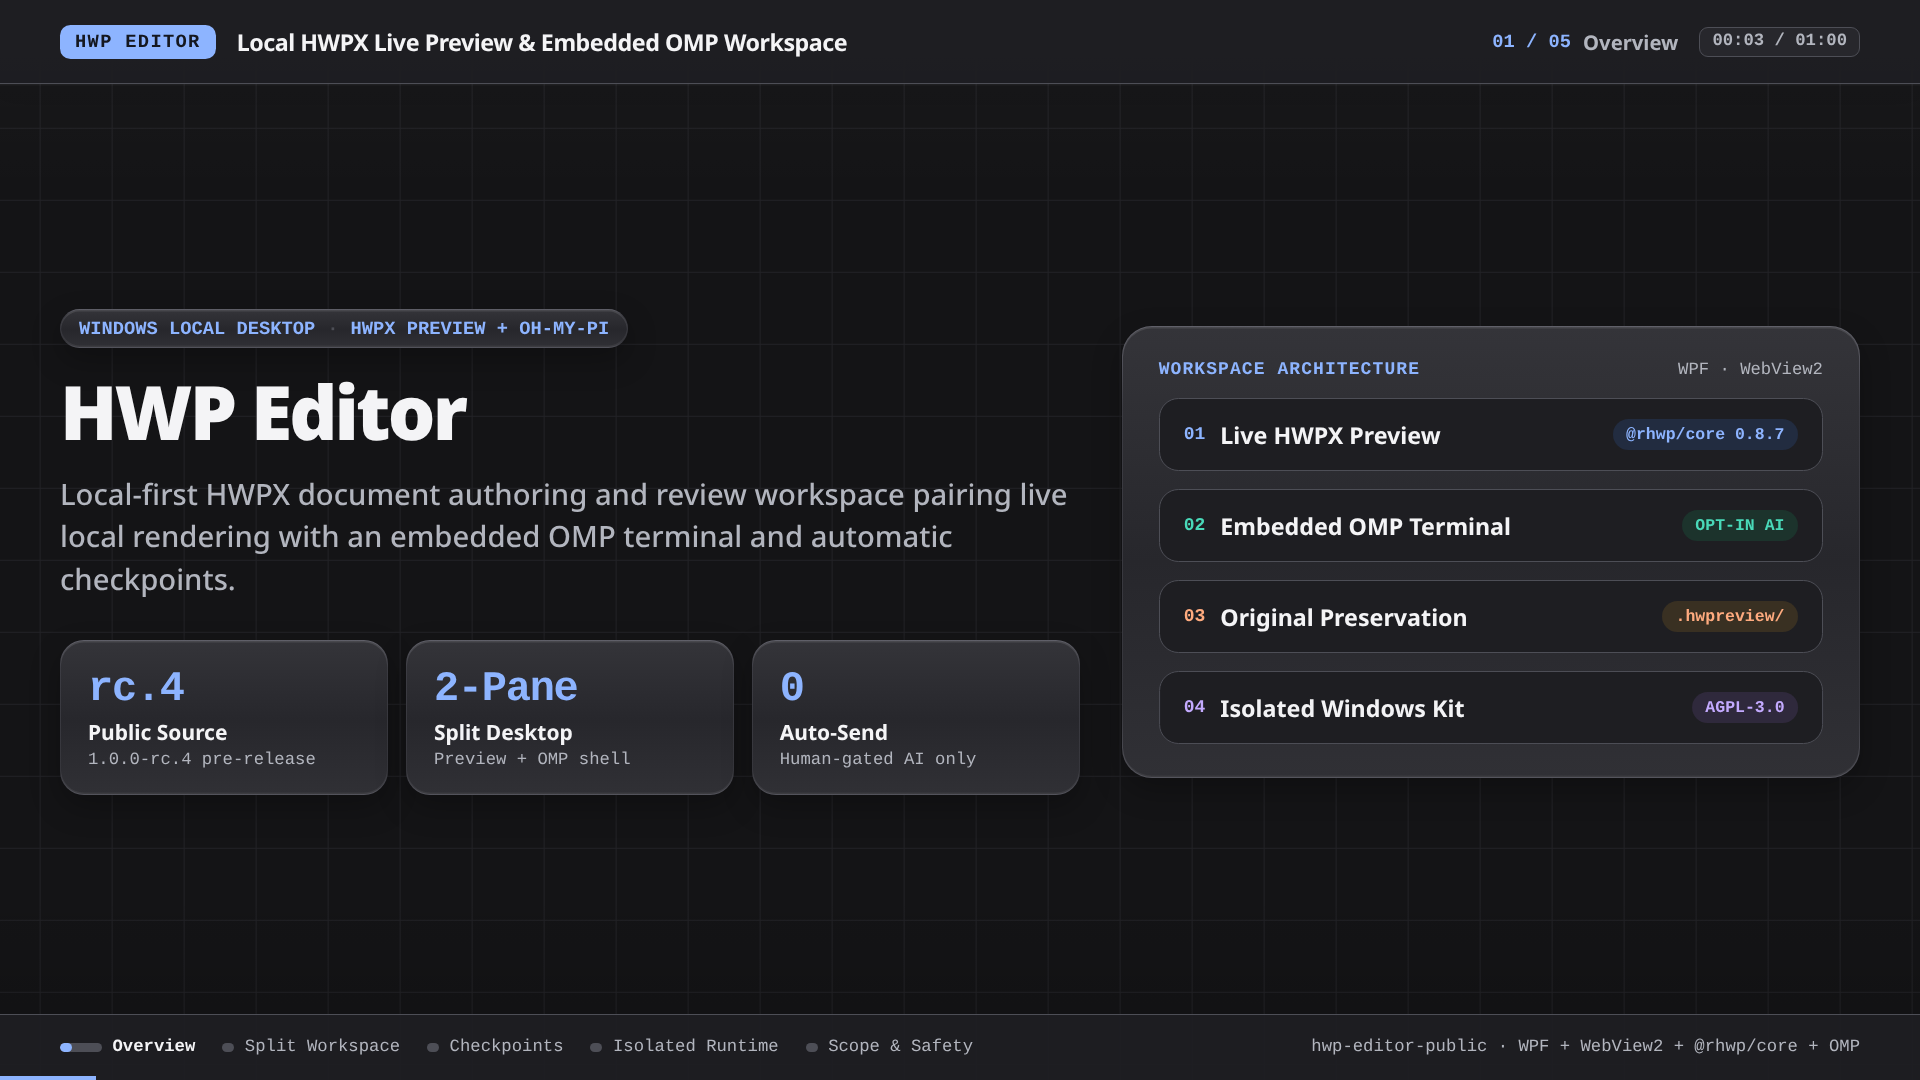 HWP EDITOR
Local HWPX Live Preview & Embedded OMP Workspace
01 / 05 Overview
00:03 / 01:00
WINDOWS LOCAL DESKTOP · HWPX PREVIEW + OH-MY-PI
HWP Editor
Local-first HWPX document authoring and review workspace pairing live
local rendering with an embedded OMP terminal and automatic
checkpoints.
rc.4
Public Source
1.0.0-rc.4 pre-release
2-Pane
Split Desktop
Preview + OMP shell
0
Auto-Send
Human-gated AI only
WORKSPACE ARCHITECTURE
WPF · WebView2
01 Live HWPX Preview @rhwp/core 0.8.7
02 Embedded OMP Terminal OPT-IN AI
03 Original Preservation .hwpreview/
04 Isolated Windows Kit AGPL-3.0
Overview
Split Workspace
Checkpoints
Isolated Runtime
Scope & Safety
hwp-editor-public · WPF + WebView2 + @rhwp/core + OMP